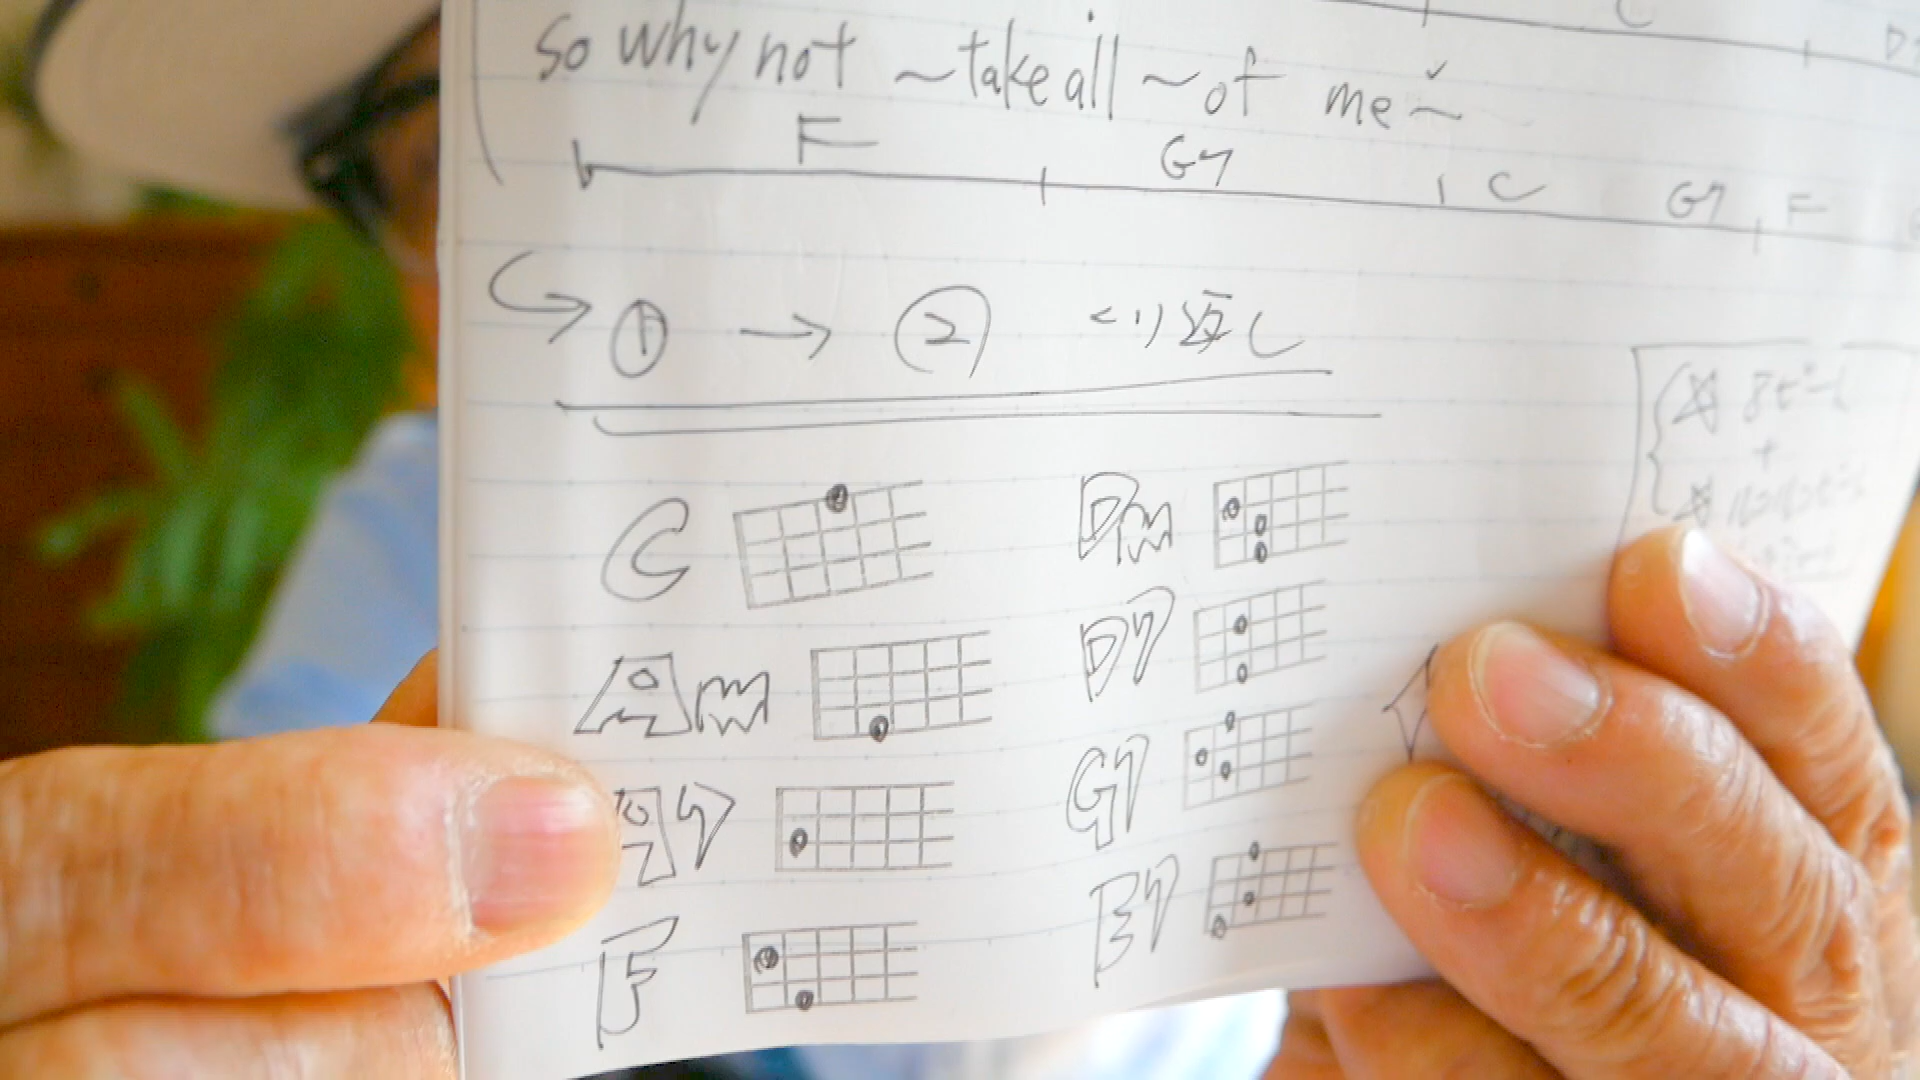 C
so why not ~ take all ~ of me ~
F G7 C G7 F
① → ② くり返し
C Dm
Am D7
A7 G7
F E7